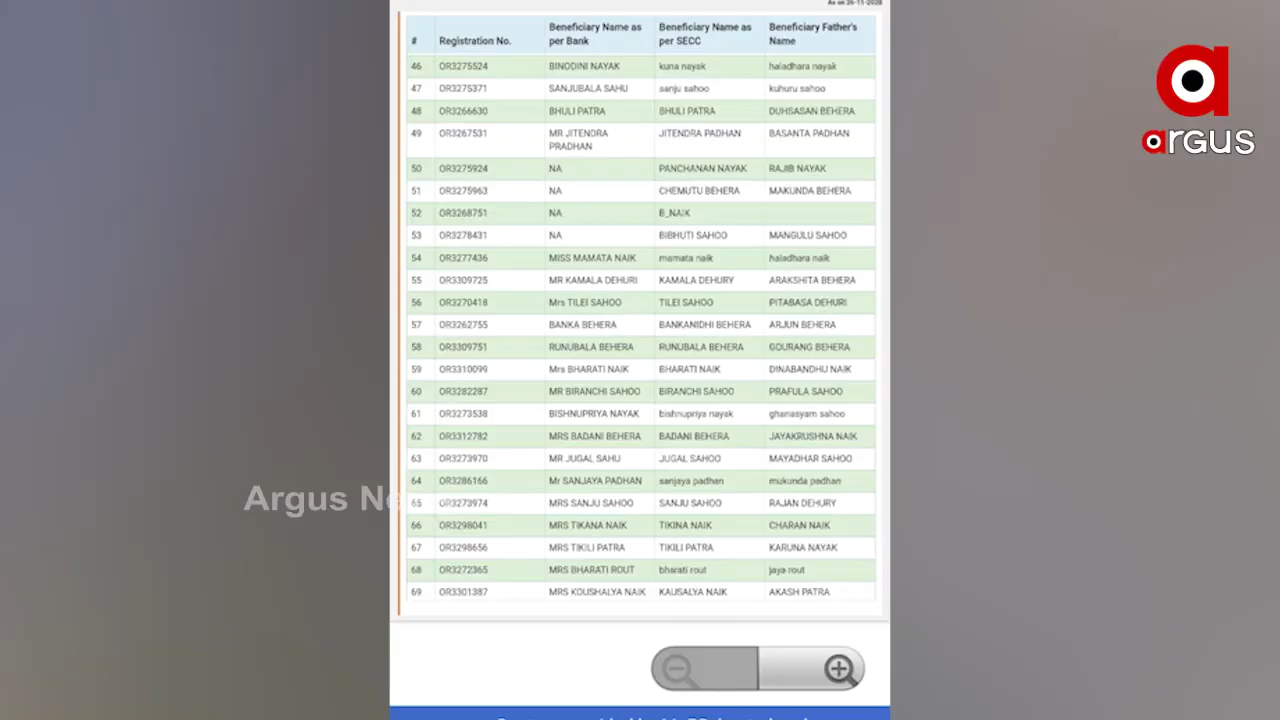 As on 26-11-2020
# Registration No. Beneficiary Name as per Bank Beneficiary Name as per SECC Beneficiary Father's Name
46 OR3275524 BINODINI NAYAK kuna nayak haladhara nayak
47 OR3275371 SANJUBALA SAHU sanju sahoo kuhuru sahoo
48 OR3266630 BHULI PATRA BHULI PATRA DUHSASAN BEHERA
49 OR3267531 MR JITENDRA PRADHAN JITENDRA PADHAN BASANTA PADHAN
50 OR3275924 NA PANCHANAN NAYAK RAJIB NAYAK
51 OR3275963 NA CHEMUTU BEHERA MAKUNDA BEHERA
52 OR3268751 NA B_NAIK
53 OR3278431 NA BIBHUTI SAHOO MANGULU SAHOO
54 OR3277436 MISS MAMATA NAIK mamata naik haladhara naik
55 OR3309725 MR KAMALA DEHURI KAMALA DEHURY ARAKSHITA BEHERA
56 OR3270418 Mrs TILEI SAHOO TILEI SAHOO PITABASA DEHURI
57 OR3262755 BANKA BEHERA BANKANIDHI BEHERA ARJUN BEHERA
58 OR3309751 RUNUBALA BEHERA RUNUBALA BEHERA GOURANG BEHERA
59 OR3310099 Mrs BHARATI NAIK BHARATI NAIK DINABANDHU NAIK
60 OR3282287 MR BIRANCHI SAHOO BIRANCHI SAHOO PRAFULA SAHOO
61 OR3273538 BISHNUPRIYA NAYAK bishnupriya nayak ghanasyam sahoo
62 OR3312782 MRS BADANI BEHERA BADANI BEHERA JAYAKRUSHNA NAIK
63 OR3273970 MR JUGAL SAHU JUGAL SAHOO MAYADHAR SAHOO
64 OR3286166 Mr SANJAYA PADHAN sanjaya padhan mukunda padhan
65 OR3273974 MRS SANJU SAHOO SANJU SAHOO RAJAN DEHURY
66 OR3298041 MRS TIKANA NAIK TIKINA NAIK CHARAN NAIK
67 OR3298656 MRS TIKILI PATRA TIKILI PATRA KARUNA NAYAK
68 OR3272365 MRS BHARATI ROUT bharati rout jaya rout
69 OR3301387 MRS KOUSHALYA NAIK KAUSALYA NAIK AKASH PATRA
argus
Argus Ne